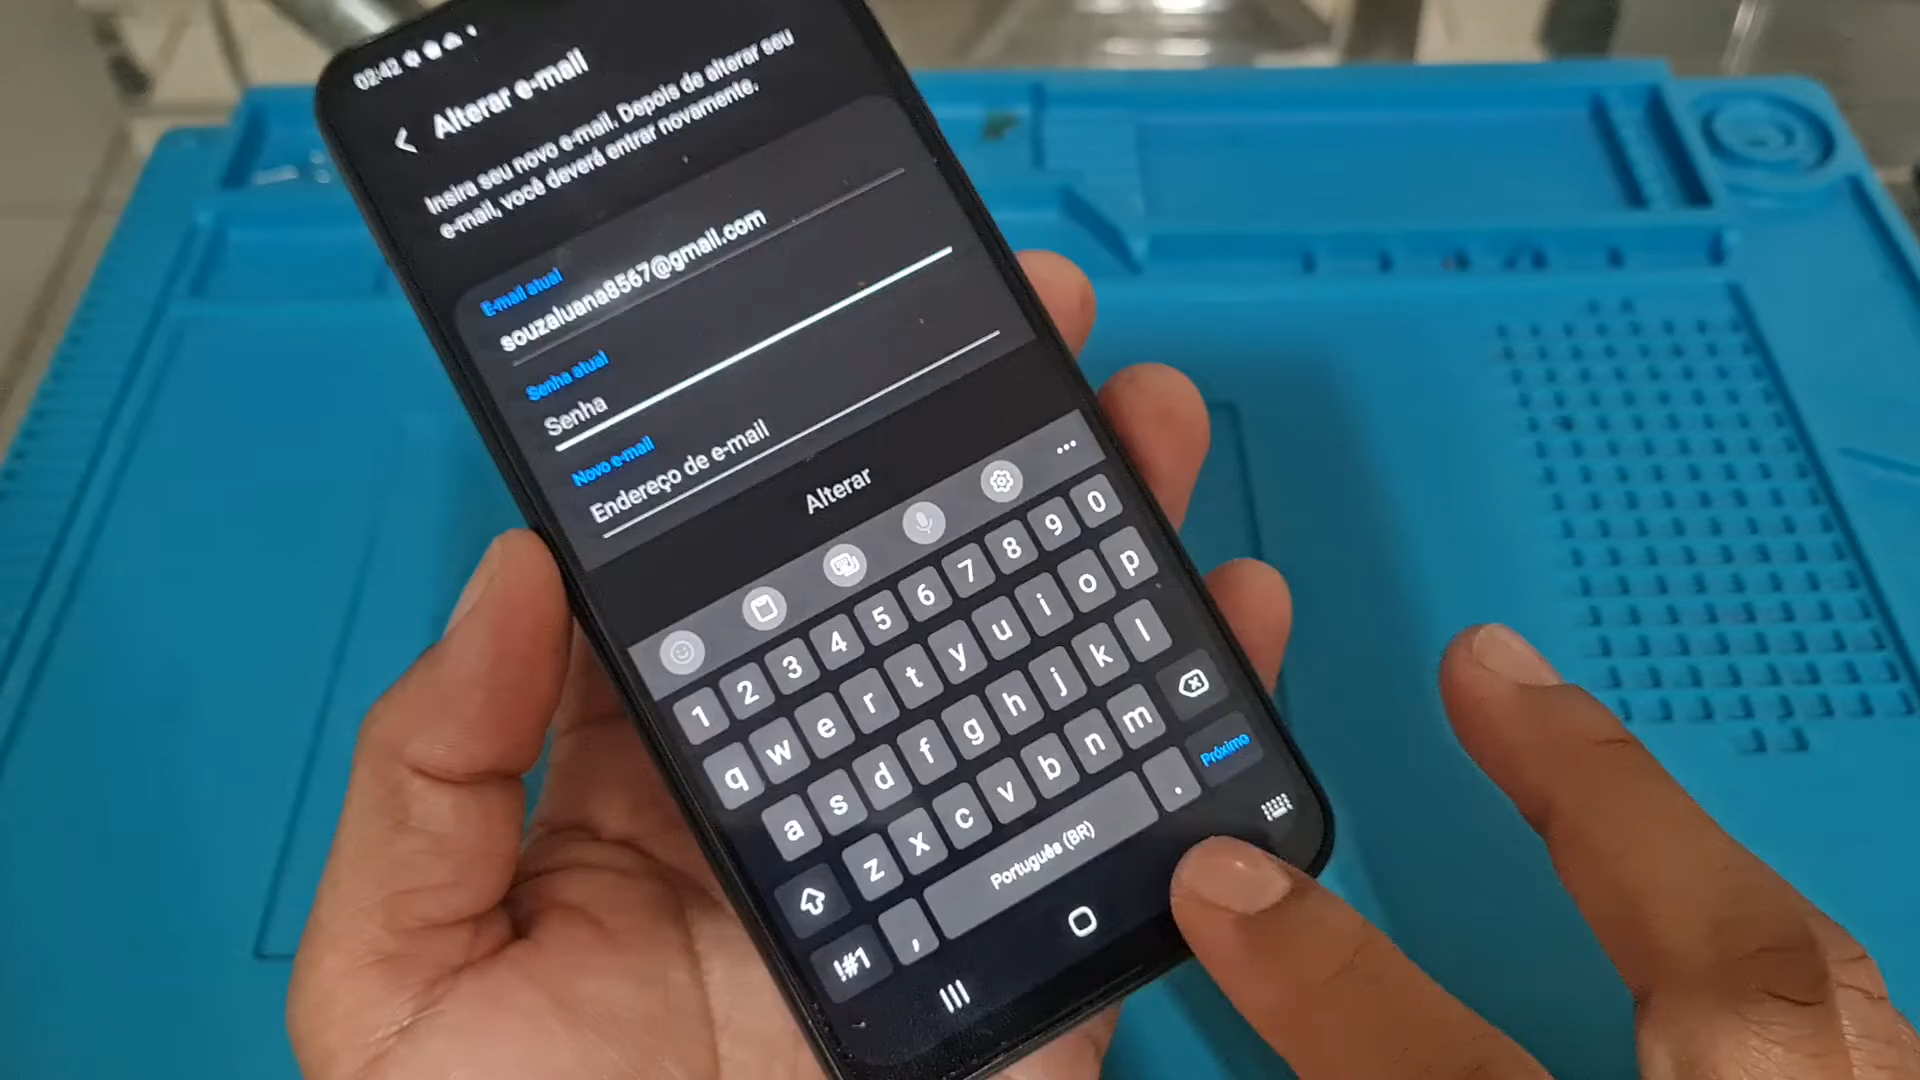 02:42
Alterar e-mail
Insira seu novo e-mail. Depois de alterar seu
e-mail, você deverá entrar novamente.
E-mail atual
souzaluana8567@gmail.com
Senha atual
Senha
Novo e-mail
Endereço de e-mail
Alterar
1 2 3 4 5 6 7 8 9 0
q w e r t y u i o p
a s d f g h j k l
z x c v b n m
!#1 , Português (BR) . Próximo